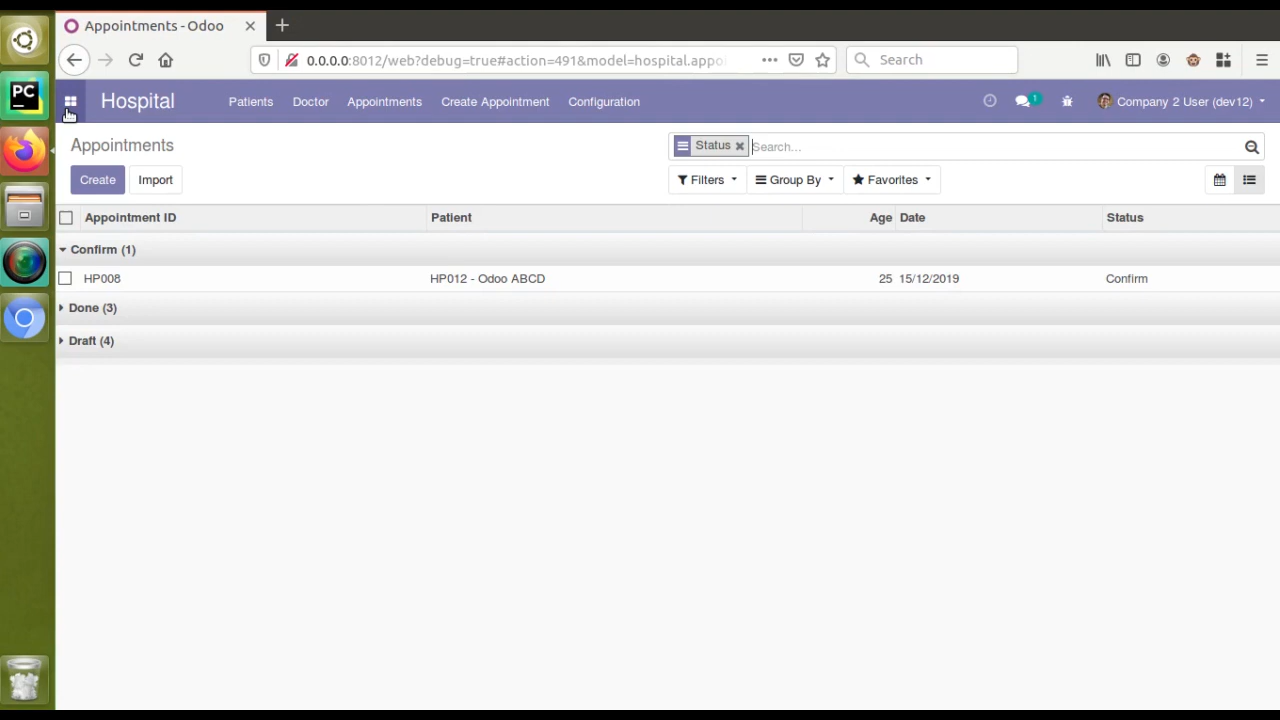 Appointments - Odoo
0.0.0.0:8012/web?debug=true#action=491&model=hospital.appo
Search
PC
Hospital Patients Doctor Appointments Create Appointment Configuration 1 Company 2 User (dev12)
Appointments
Status Search...
Create Import Filters Group By Favorites
Appointment ID Patient Age Date Status
Confirm (1)
HP008 HP012 - Odoo ABCD 25 15/12/2019 Confirm
Done (3)
Draft (4)